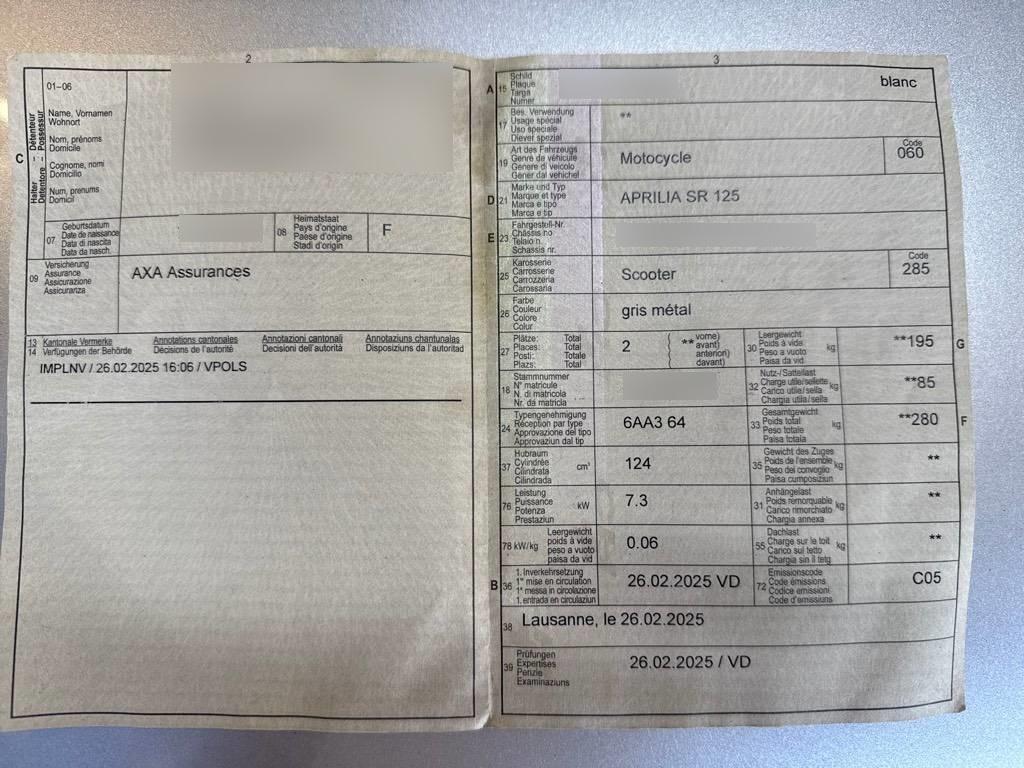 2
01-06
Name, Vornamen
Wohnort
Nom, prénoms
Domicile
Cognome, nomi
Domicilio
Num, prenums
Domicil
C
Halter – Détenteur
Detentore – Possessur
07
Geburtsdatum
Date de naissance
Data di nascita
Data da nasch.
08
Heimatstaat
Pays d'origine
Paese d'origine
Stadi d'origin
F
09
Versicherung
Assurance
Assicurazione
Assicuranza
AXA Assurances
13 Kantonale Vermerke Annotations cantonales Annotazioni cantonali Annotaziuns chantunalas
14 Verfügungen der Behörde Décisions de l'autorité Decisioni dell'autorità Disposiziuns da l'autoritad
IMPLNV / 26.02.2025 16:06 / VPOLS
3
A 15
Schild
Plaque
Targa
Numer
blanc
17
Bes. Verwendung
Usage spécial
Uso speciale
Diever spezial
**
19
Art des Fahrzeugs
Genre de véhicule
Genere di veicolo
Gener dal vehichel
Motocycle
Code
060
D 21
Marke und Typ
Marque et type
Marca e tipo
Marca e tip
APRILIA SR 125
E 23
Fahrgestell-Nr.
Châssis no
Telaio n.
Schassis nr.
25
Karosserie
Carrosserie
Carrozzeria
Carossaria
Scooter
Code
285
26
Farbe
Couleur
Colore
Colur
gris métal
27
Plätze: Total
Places: Total
Posti: Totale
Plazs: Total
2
( ** vorne)
( avant)
( anteriori)
( davant)
30
Leergewicht
Poids à vide
Peso a vuoto
Paisa da vid
kg
**195
G
18
Stammnummer
N° matricule
N. di matricola
Nr. da matricla
32
Nutz-/Sattellast
Charge utile/sellette
Carico utile/sella
Chargia utila/sella
kg
**85
24
Typengenehmigung
Réception par type
Approvazione del tipo
Approvaziun dal tip
6AA3 64
33
Gesamtgewicht
Poids total
Peso totale
Paisa totala
kg
**280
F
37
Hubraum
Cylindrée
Cilindrata
Cilindrada
cm³
124
35
Gewicht des Zuges
Poids de l'ensemble
Peso del convoglio
Paisa cumposiziun
kg
**
76
Leistung
Puissance
Potenza
Prestaziun
kW
7.3
31
Anhängelast
Poids remorquable
Carico rimorchiato
Chargia annexa
kg
**
78 kW/kg
Leergewicht
poids à vide
peso a vuoto
paisa da vid
0.06
55
Dachlast
Charge sur le toit
Carico sul tetto
Chargia sin il tetg
kg
**
B 36
1. Inverkehrsetzung
1re mise en circulation
1a messa in circolazione
1. entrada en circulaziun
26.02.2025 VD
72
Emissionscode
Code émissions
Codice emissioni
Code d'emissiuns
C05
38
Lausanne, le 26.02.2025
39
Prüfungen
Expertises
Perizie
Examinaziuns
26.02.2025 / VD